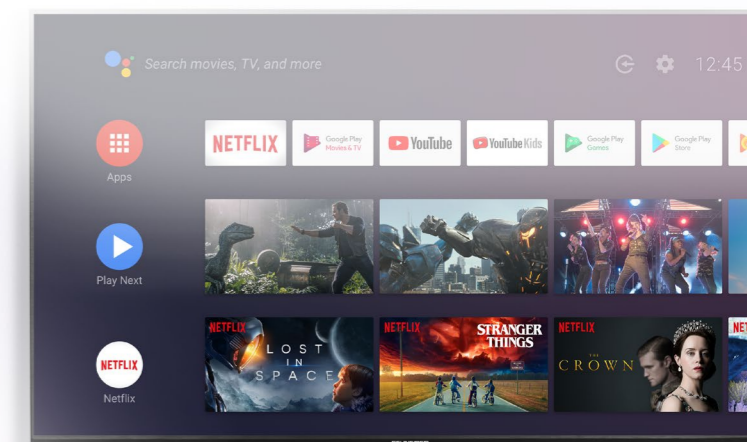 Search movies, TV, and more
12:45
NETFLIX
Google Play
Movies & TV
YouTube
YouTube Kids
Google Play
Games
Google Play
Store
Apps
Play Next
NETFLIX
LOST
IN
SPACE
NETFLIX
STRANGER
THINGS
NETFLIX
THE
CROWN
NET
NETFLIX
Netflix